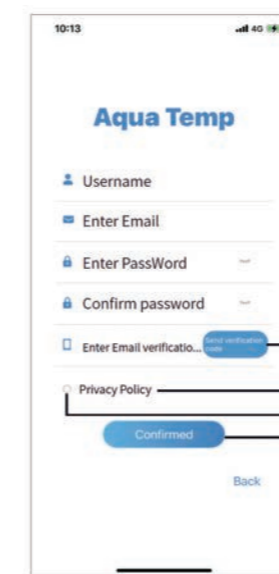 10:13 4G
Aqua Temp
Username
Enter Email
Enter PassWord
Confirm password
Enter Email verificatio... Send verification
code
Privacy Policy
Confirmed
Back